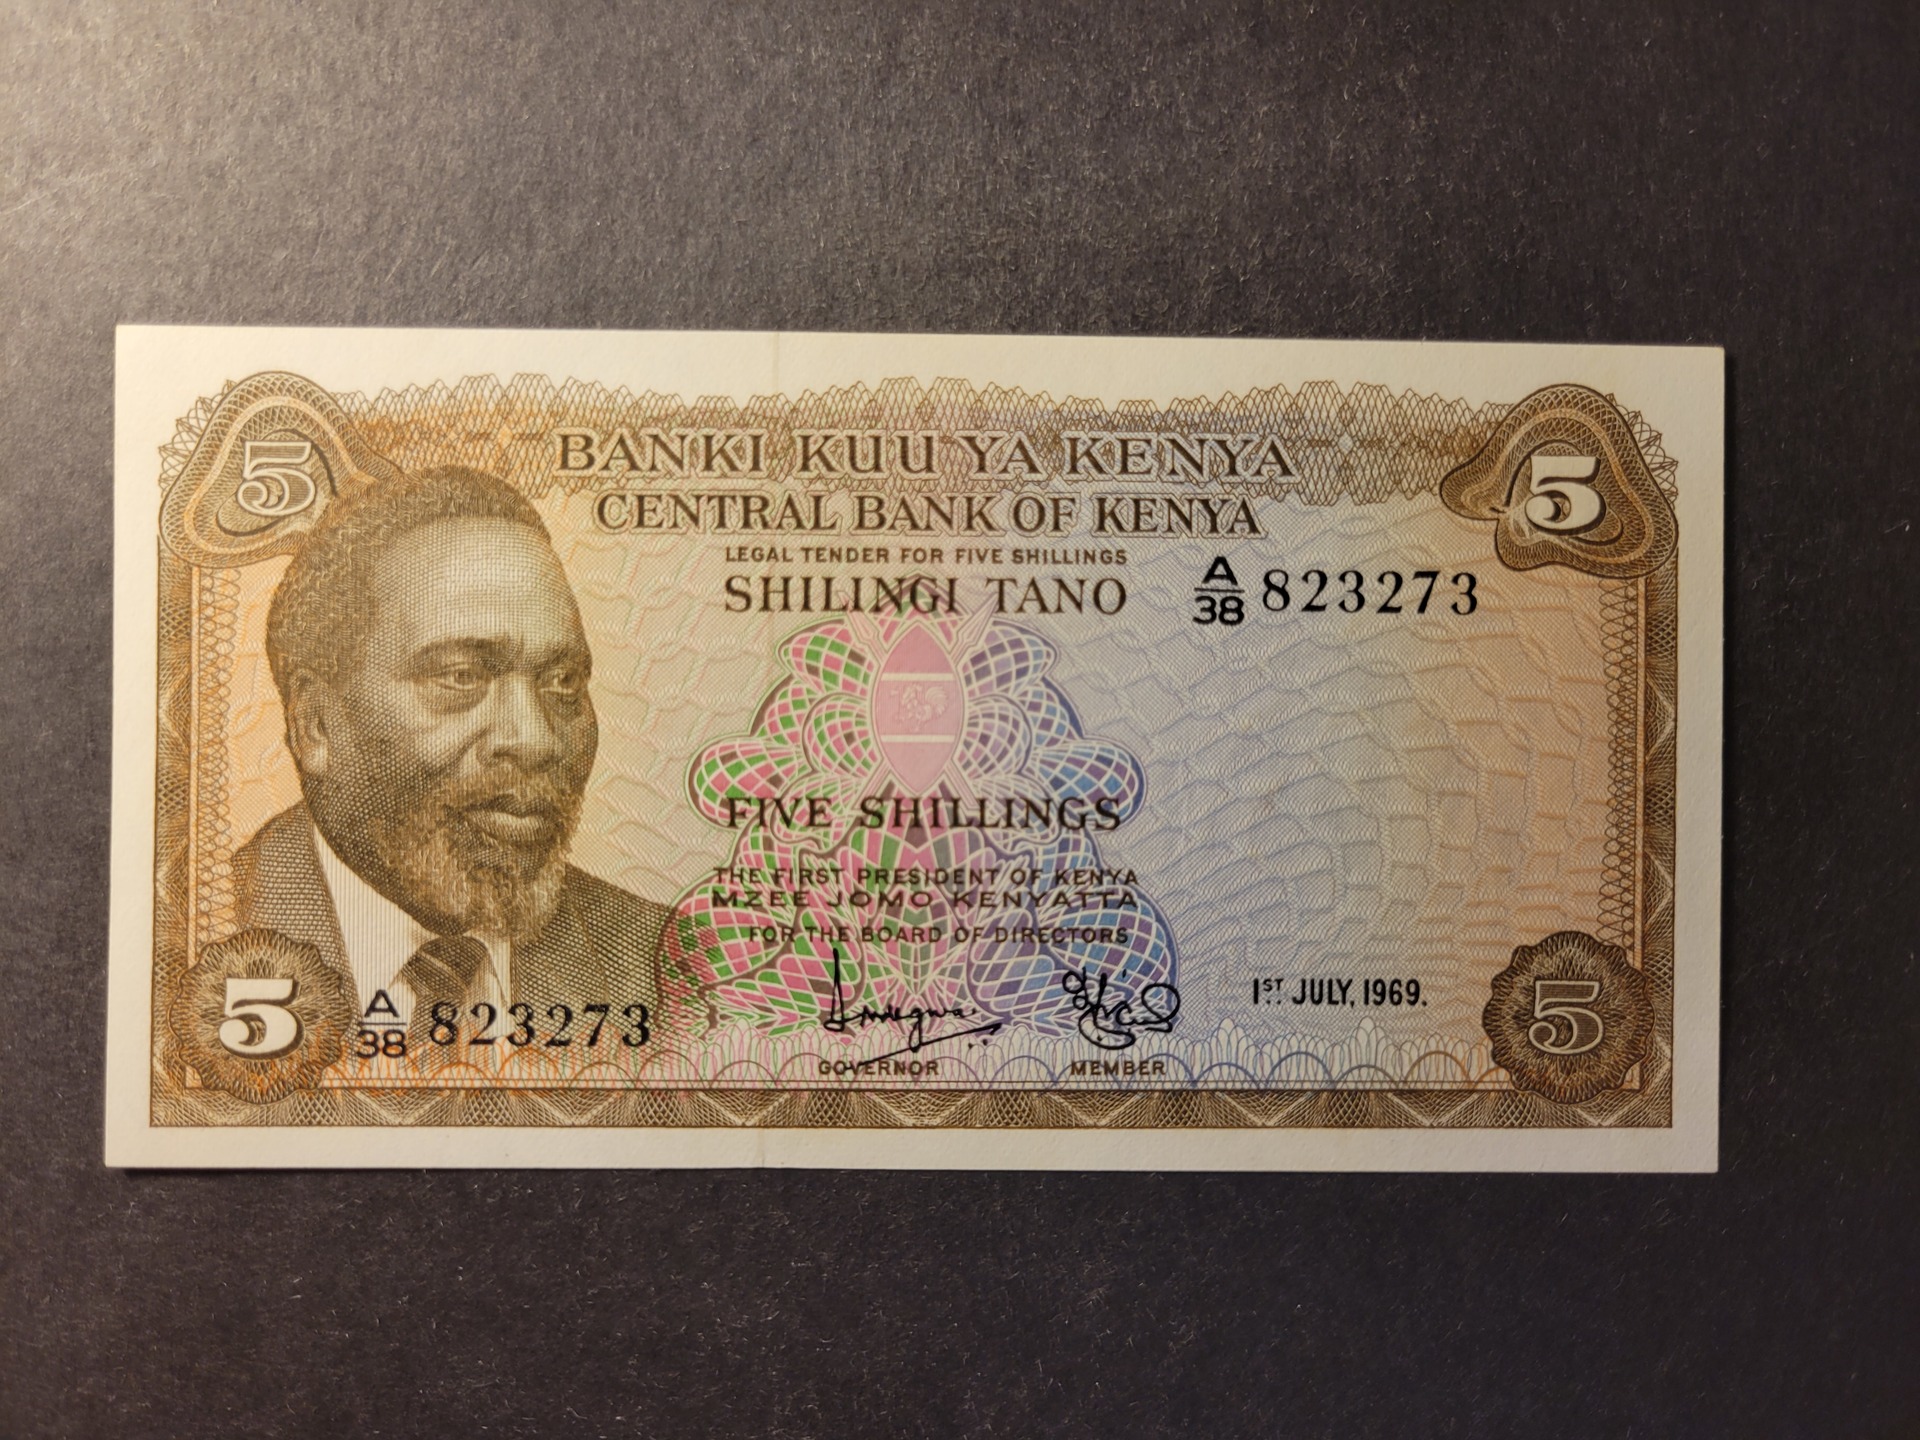 5
5
BANKI KUU YA KENYA
CENTRAL BANK OF KENYA
LEGAL TENDER FOR FIVE SHILLINGS
SHILINGI TANO
A/38 823273
FIVE SHILLINGS
THE FIRST PRESIDENT OF KENYA
MZEE JOMO KENYATTA
FOR THE BOARD OF DIRECTORS
1ST JULY, 1969.
5
A/38 823273
5
GOVERNOR
MEMBER